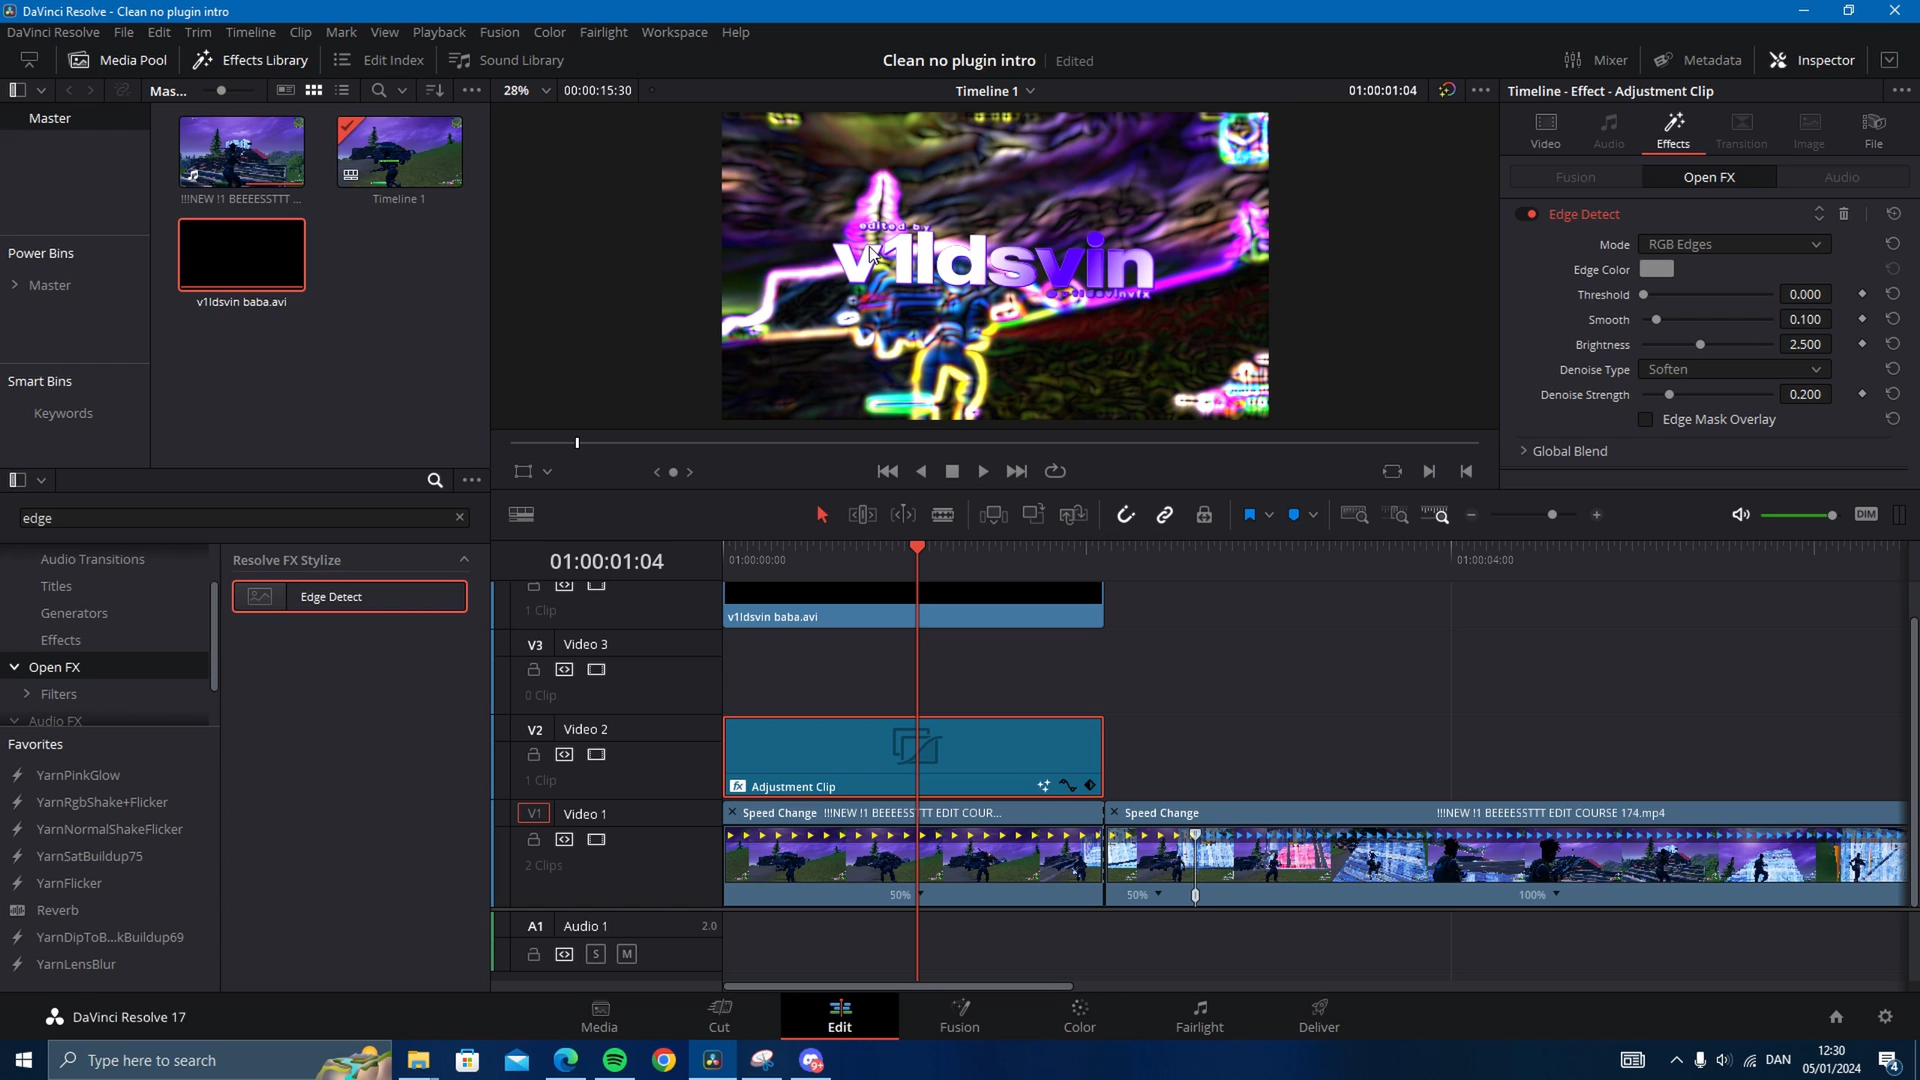 DaVinci Resolve - Clean no plugin intro
DaVinci Resolve File Edit Trim Timeline Clip Mark View Playback Fusion Color Fairlight Workspace Help
Media Pool Effects Library Edit Index Sound Library Clean no plugin intro Edited Mixer Metadata Inspector
Mas... 28% 00:00:15:30 Timeline 1 01:00:01:04 Timeline - Effect - Adjustment Clip
Master
!!!NEW !1 BEEEESSTTT ... Timeline 1
Power Bins
Master
v1ldsvin baba.avi
Smart Bins
Keywords
edited by
v1ldsvin
Video Audio Effects Transition Image File
Fusion Open FX Audio
Edge Detect
Mode RGB Edges
Edge Color
Threshold 0.000
Smooth 0.100
Brightness 2.500
Denoise Type Soften
Denoise Strength 0.200
Edge Mask Overlay
Global Blend
edge
Audio Transitions
Titles
Generators
Effects
Open FX
Filters
Audio FX
Resolve FX Stylize
Edge Detect
Favorites
YarnPinkGlow
YarnRgbShake+Flicker
YarnNormalShakeFlicker
YarnSatBuildup75
YarnFlicker
Reverb
YarnDipToB...kBuildup69
YarnLensBlur
DIM
01:00:01:04 01:00:00:00 01:00:04:00
1 Clip
v1ldsvin baba.avi
V3 Video 3
0 Clip
V2 Video 2
1 Clip
fx Adjustment Clip
V1 Video 1
2 Clips
Speed Change !!!NEW !1 BEEEESSTTT EDIT COUR... Speed Change !!!NEW !1 BEEEESSTTT EDIT COURSE 174.mp4
50% 50% 100%
A1 Audio 1 2.0
S M
DaVinci Resolve 17
Media Cut Edit Fusion Color Fairlight Deliver
Type here to search
9+
DAN
12:30
05/01/2024
4